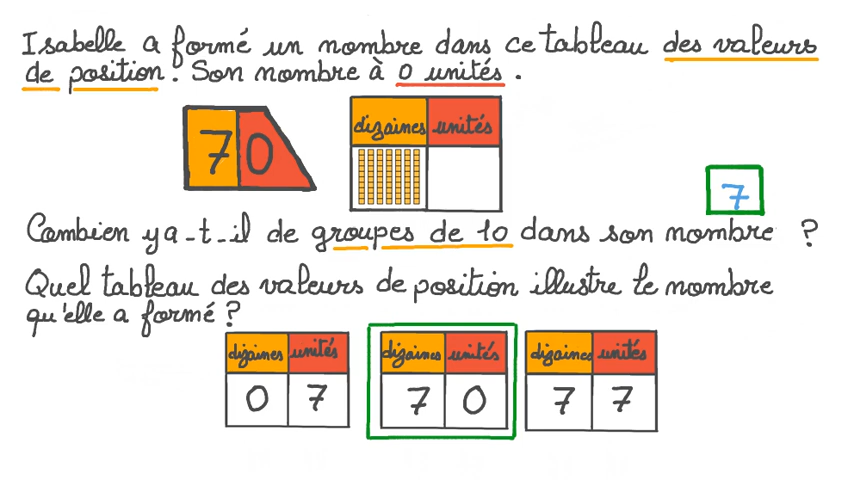 Isabelle a formé un nombre dans ce tableau des valeurs
de position. Son nombre à 0 unités.
70
dizaines unités
7
Combien y a-t-il de groupes de 10 dans son nombre ?
Quel tableau des valeurs de position illustre le nombre
qu'elle a formé ?
dizaines unités dizaines unités dizaines unités
0 7 7 0 7 7